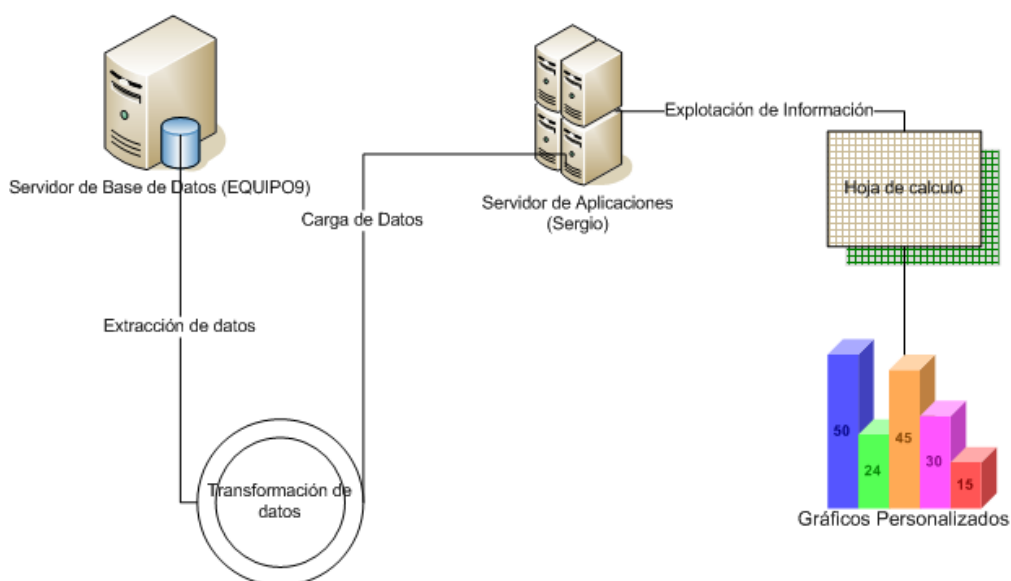 Servidor de Base de Datos (EQUIPO9)
Extracción de datos
Transformación de
datos
Carga de Datos
Servidor de Aplicaciones
(Sergio)
Explotación de Información
Hoja de calculo
50
24
45
30
15
Gráficos Personalizados